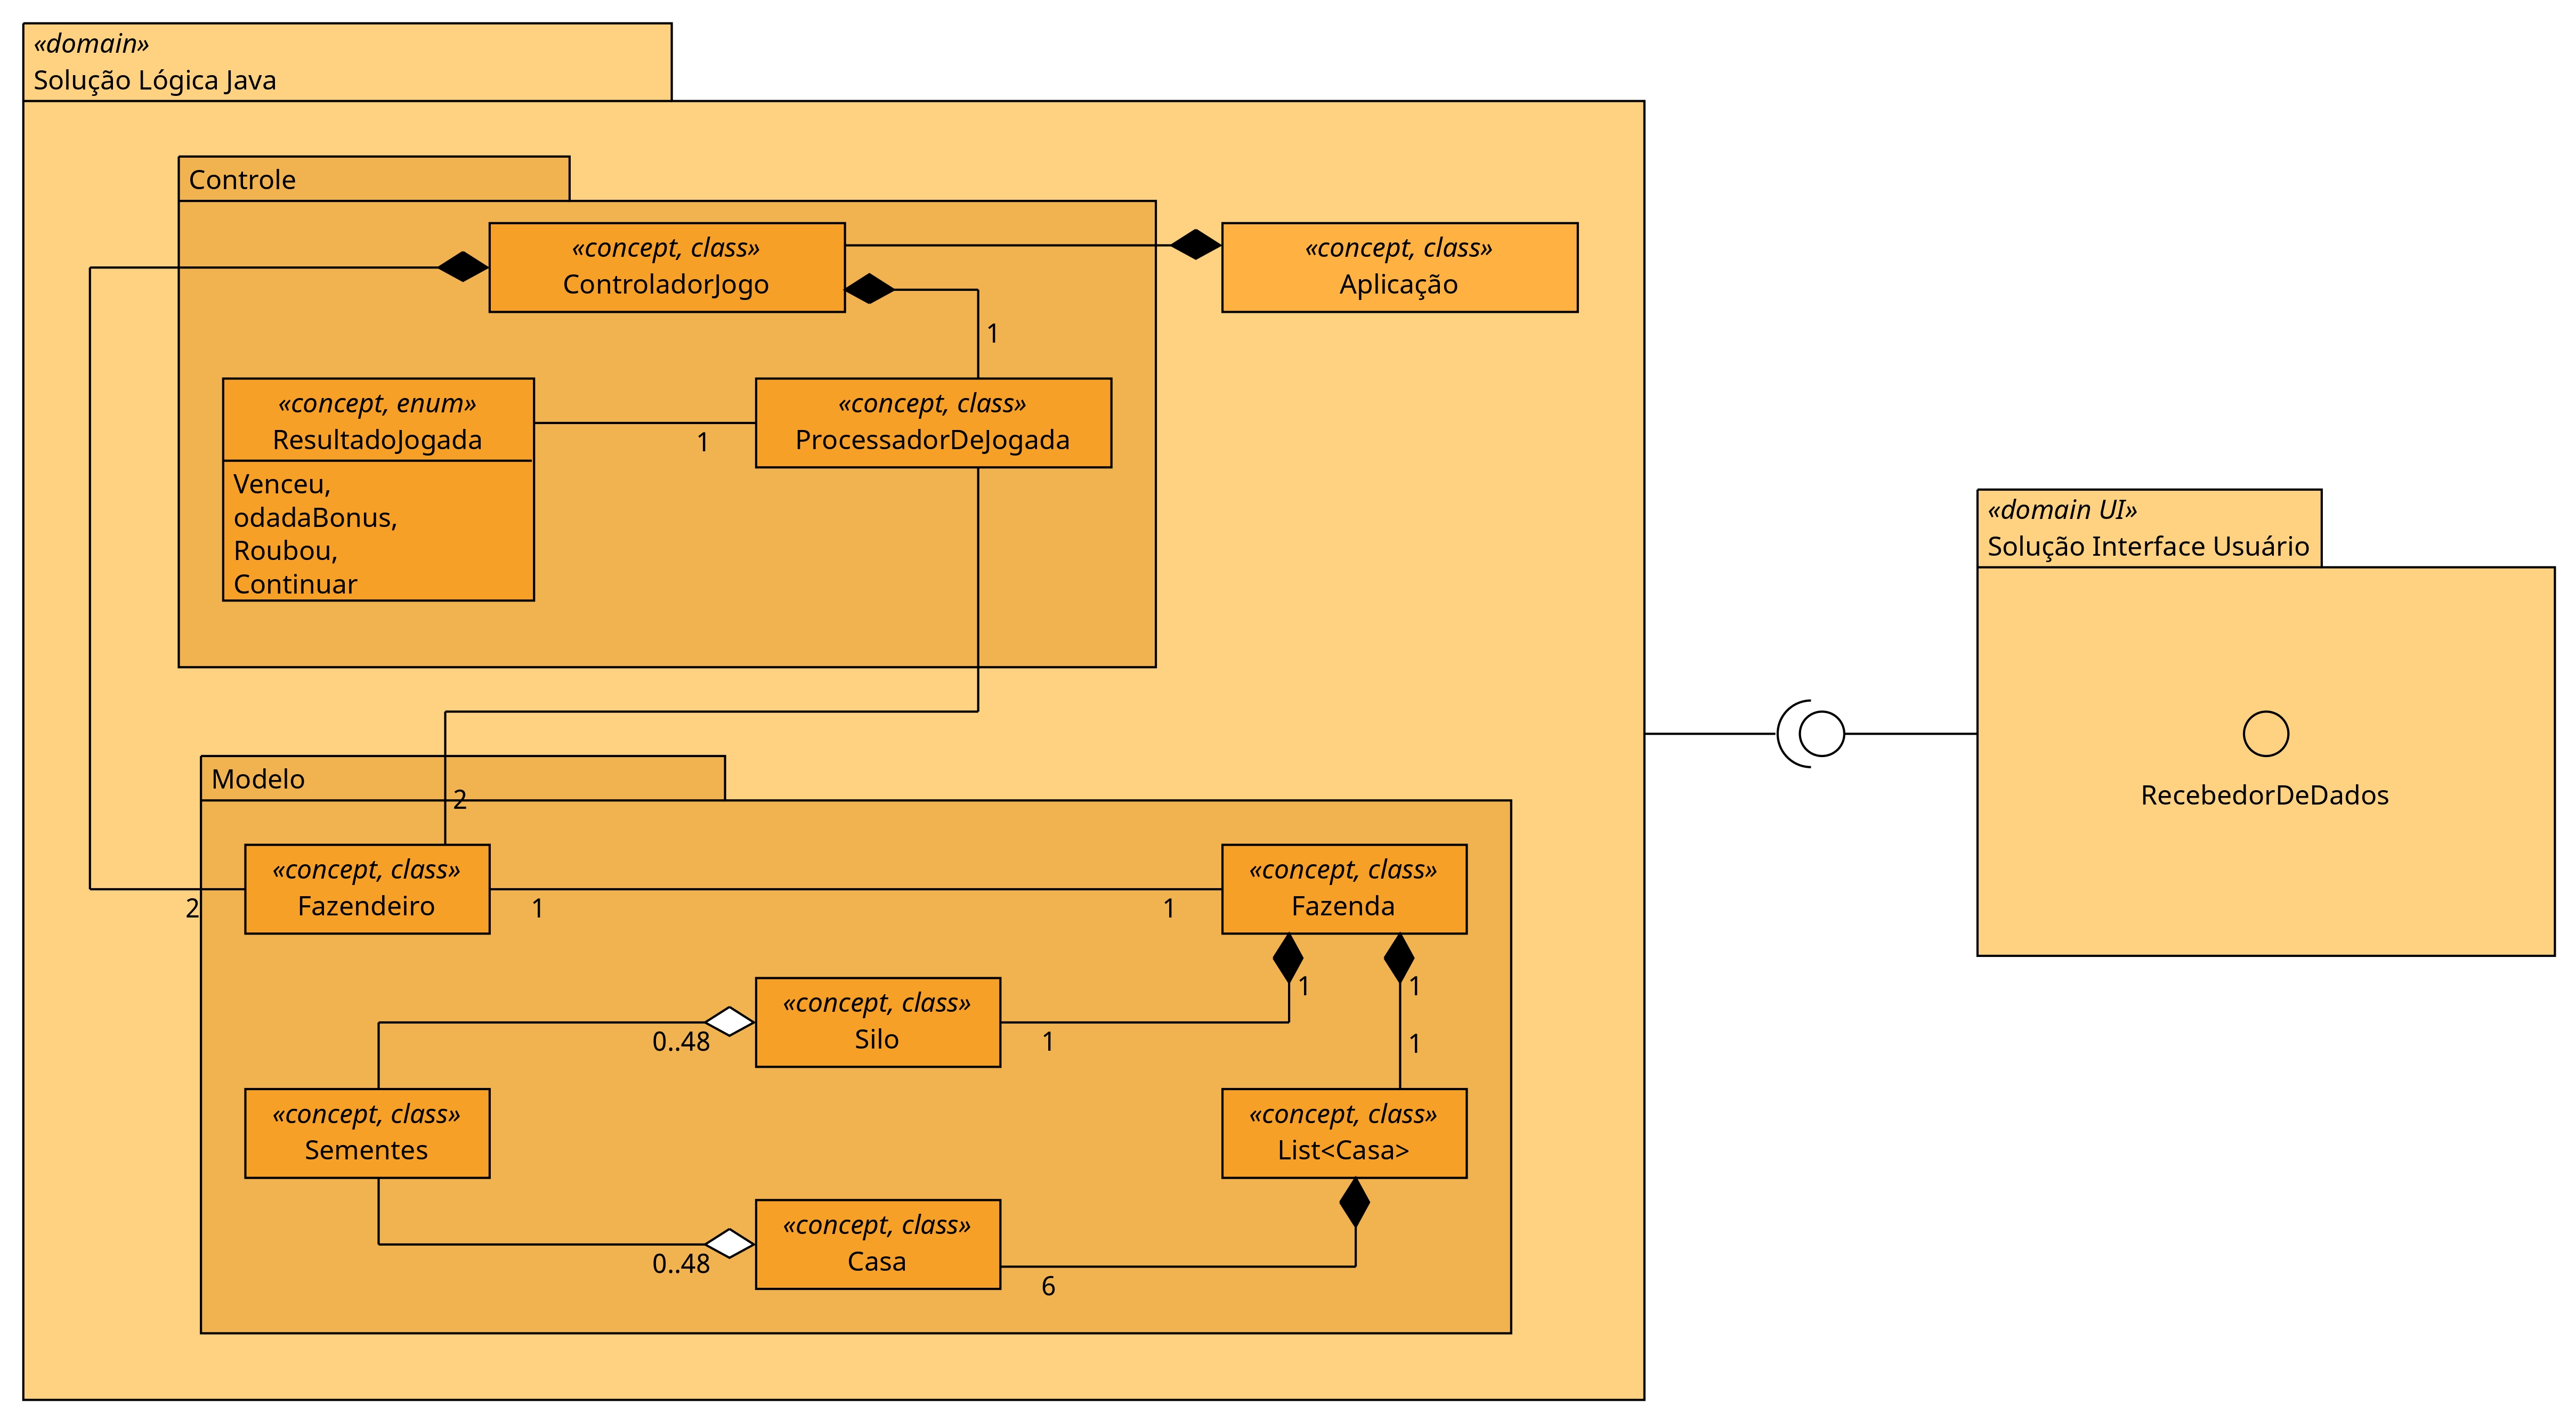 «domain»
Solução Lógica Java
Controle
«concept, class»
ControladorJogo
«concept, class»
Aplicação
1
«concept, enum»
ResultadoJogada
Venceu,
odadaBonus,
Roubou,
Continuar
1
«concept, class»
ProcessadorDeJogada
«domain UI»
Solução Interface Usuário
RecebedorDeDados
Modelo
2
«concept, class»
Fazendeiro
2
1
1
«concept, class»
Fazenda
1
1
«concept, class»
Silo
0..48
1
1
«concept, class»
Sementes
«concept, class»
List<Casa>
«concept, class»
Casa
0..48
6